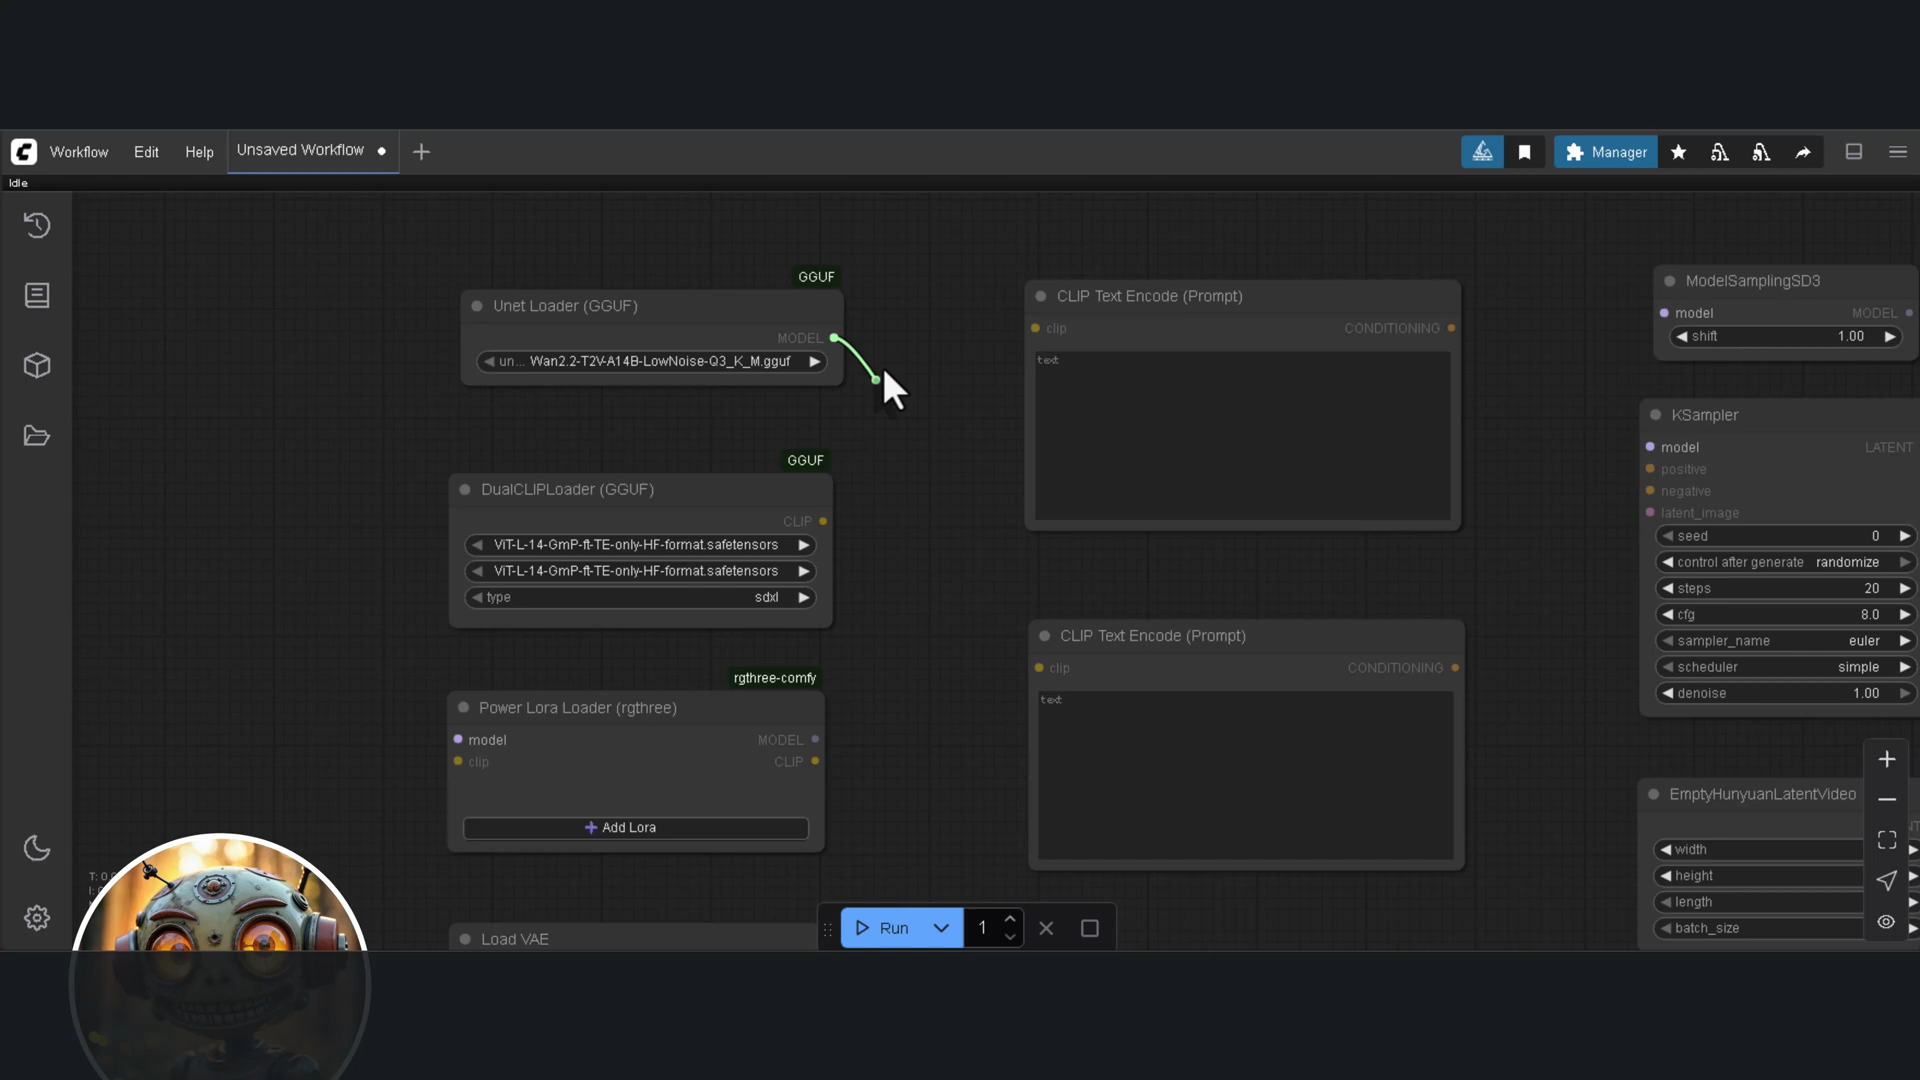 Workflow Edit Help Unsaved Workflow
Manager
Idle
GGUF
Unet Loader (GGUF)
MODEL
un... Wan2.2-T2V-A14B-LowNoise-Q3_K_M.gguf
GGUF
DualCLIPLoader (GGUF)
CLIP
ViT-L-14-GmP-ft-TE-only-HF-format.safetensors
ViT-L-14-GmP-ft-TE-only-HF-format.safetensors
type sdxl
rgthree-comfy
Power Lora Loader (rgthree)
model MODEL
clip CLIP
Add Lora
Load VAE
CLIP Text Encode (Prompt)
clip CONDITIONING
text
CLIP Text Encode (Prompt)
clip CONDITIONING
text
ModelSamplingSD3
model MODEL
shift 1.00
KSampler
model LATENT
positive
negative
latent_image
seed 0
control after generate randomize
steps 20
cfg 8.0
sampler_name euler
scheduler simple
denoise 1.00
EmptyHunyuanLatentVideo
width
height
length
batch_size
Run 1